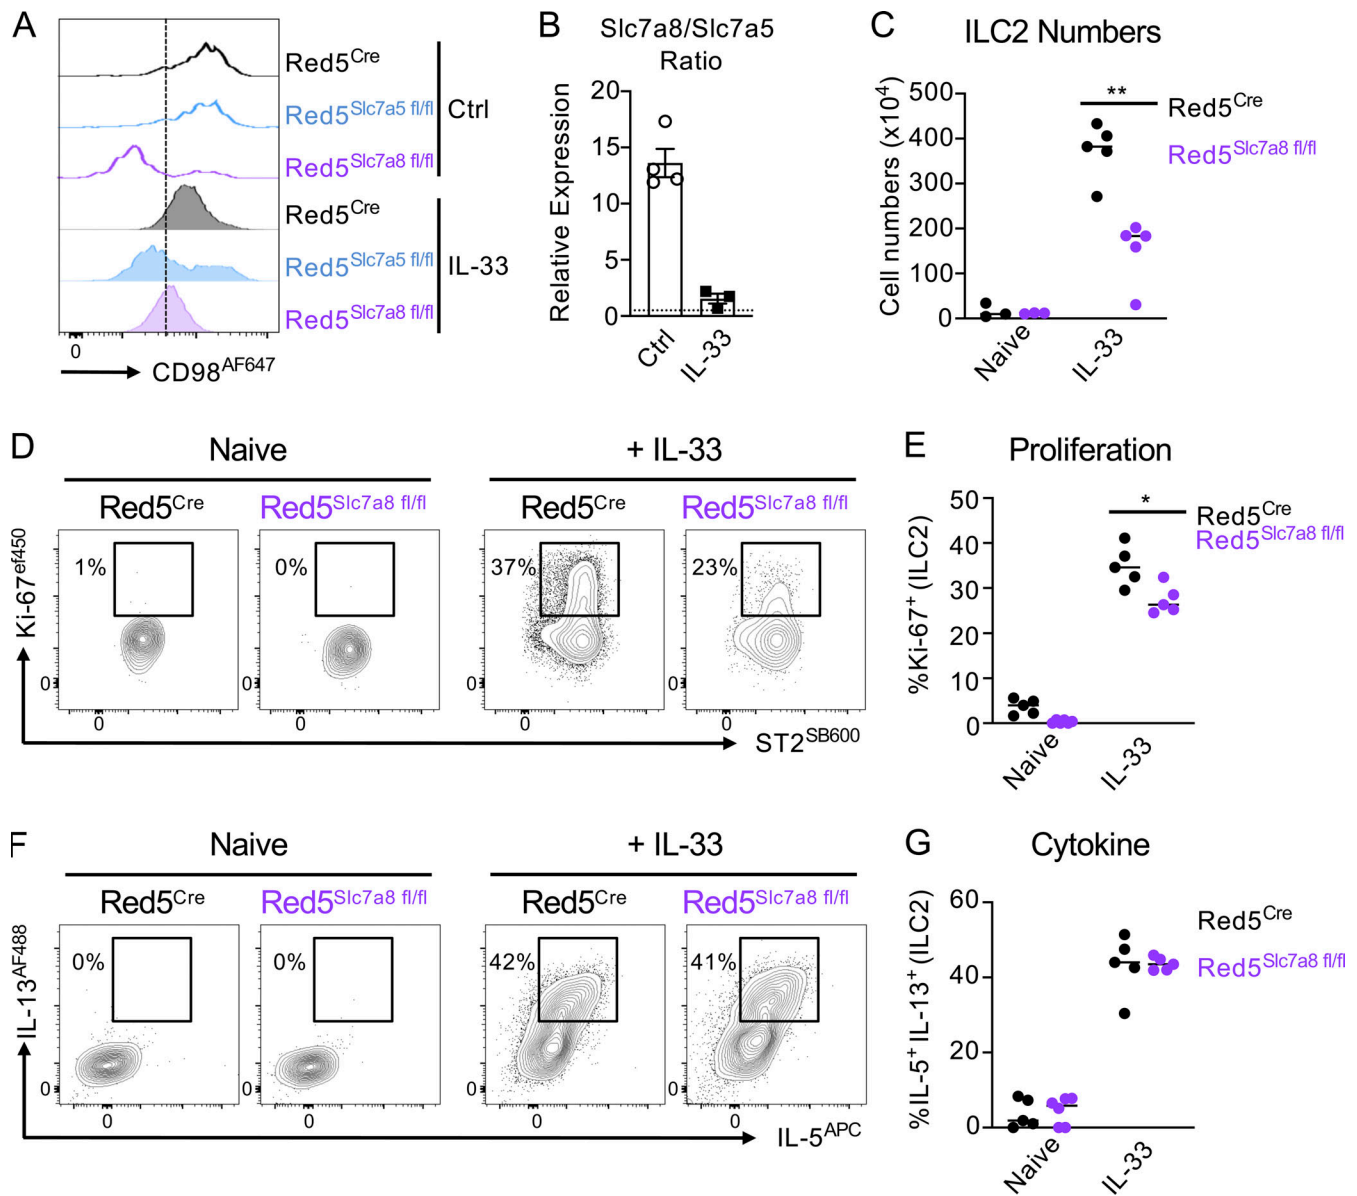 A
Red5Cre
Red5Slc7a5 fl/fl
Red5Slc7a8 fl/fl
Ctrl
Red5Cre
Red5Slc7a5 fl/fl
Red5Slc7a8 fl/fl
IL-33
0
CD98AF647
B
Slc7a8/Slc7a5
Ratio
Relative Expression
20
15
10
5
0
Ctrl
IL-33
C
ILC2 Numbers
Cell numbers (x10⁴)
500
400
300
200
100
0
**
Red5Cre
Red5Slc7a8 fl/fl
Naive
IL-33
D
Naive
+ IL-33
Red5Cre
Red5Slc7a8 fl/fl
Red5Cre
Red5Slc7a8 fl/fl
Ki-67ef450
1%
0%
37%
23%
0
0
0
0
0
0
0
0
ST2SB600
E
Proliferation
%Ki-67⁺ (ILC2)
50
40
30
20
10
0
*
Red5Cre
Red5Slc7a8 fl/fl
Naive
IL-33
F
Naive
+ IL-33
Red5Cre
Red5Slc7a8 fl/fl
Red5Cre
Red5Slc7a8 fl/fl
IL-13AF488
0%
0%
42%
41%
0
0
0
0
0
0
0
0
IL-5APC
G
Cytokine
%IL-5⁺ IL-13⁺ (ILC2)
60
40
20
0
Red5Cre
Red5Slc7a8 fl/fl
Naive
IL-33